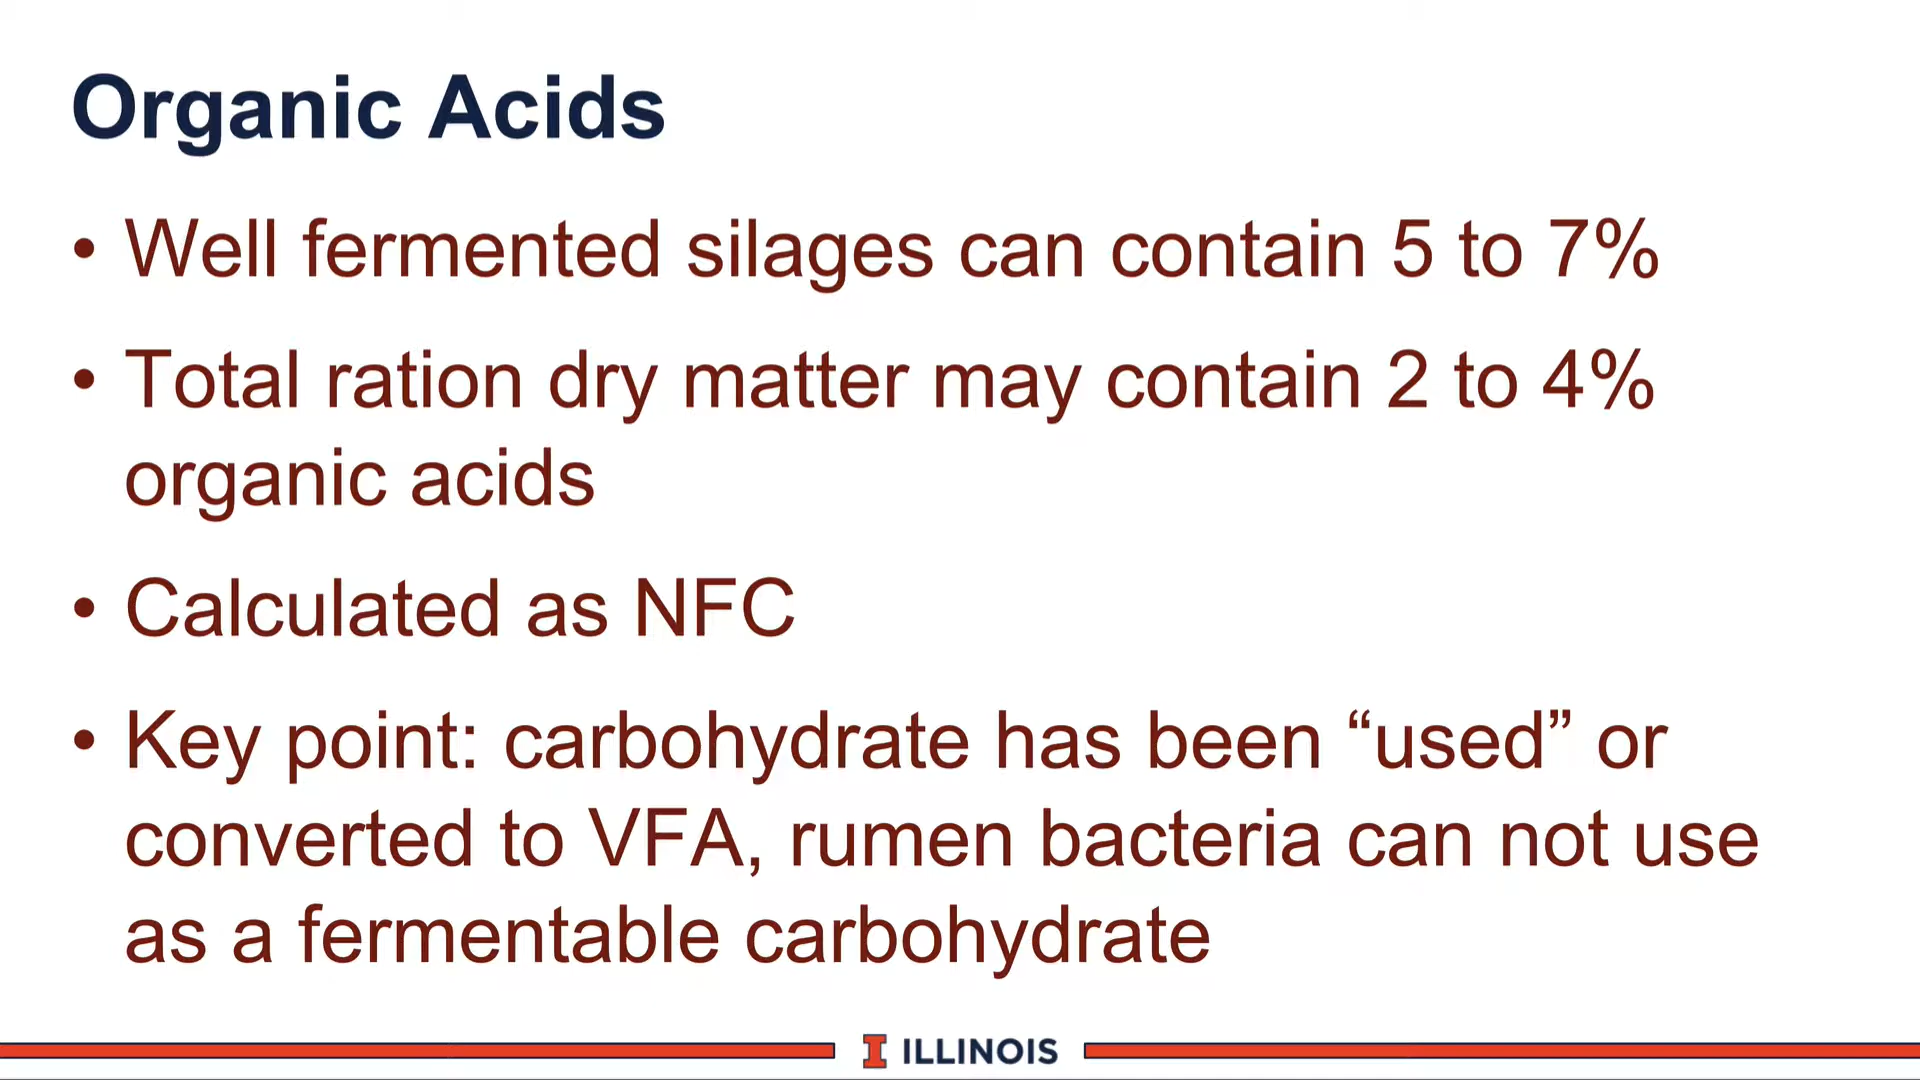 Organic Acids
• Well fermented silages can contain 5 to 7%
• Total ration dry matter may contain 2 to 4%
organic acids
• Calculated as NFC
• Key point: carbohydrate has been “used” or
converted to VFA, rumen bacteria can not use
as a fermentable carbohydrate
I ILLINOIS